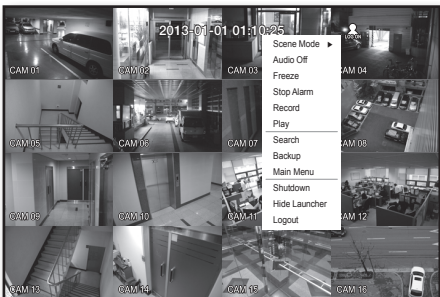 2013-01-01 01:10:25
LOG ON
CAM 01
CAM 02
CAM 03
CAM 04
Scene Mode
Audio Off
Freeze
Stop Alarm
Record
Play
Search
Backup
Main Menu
Shutdown
Hide Launcher
Logout
CAM 05
CAM 06
CAM 07
CAM 08
CAM 09
CAM 10
CAM 11
CAM 12
CAM 13
CAM 14
CAM 15
CAM 16